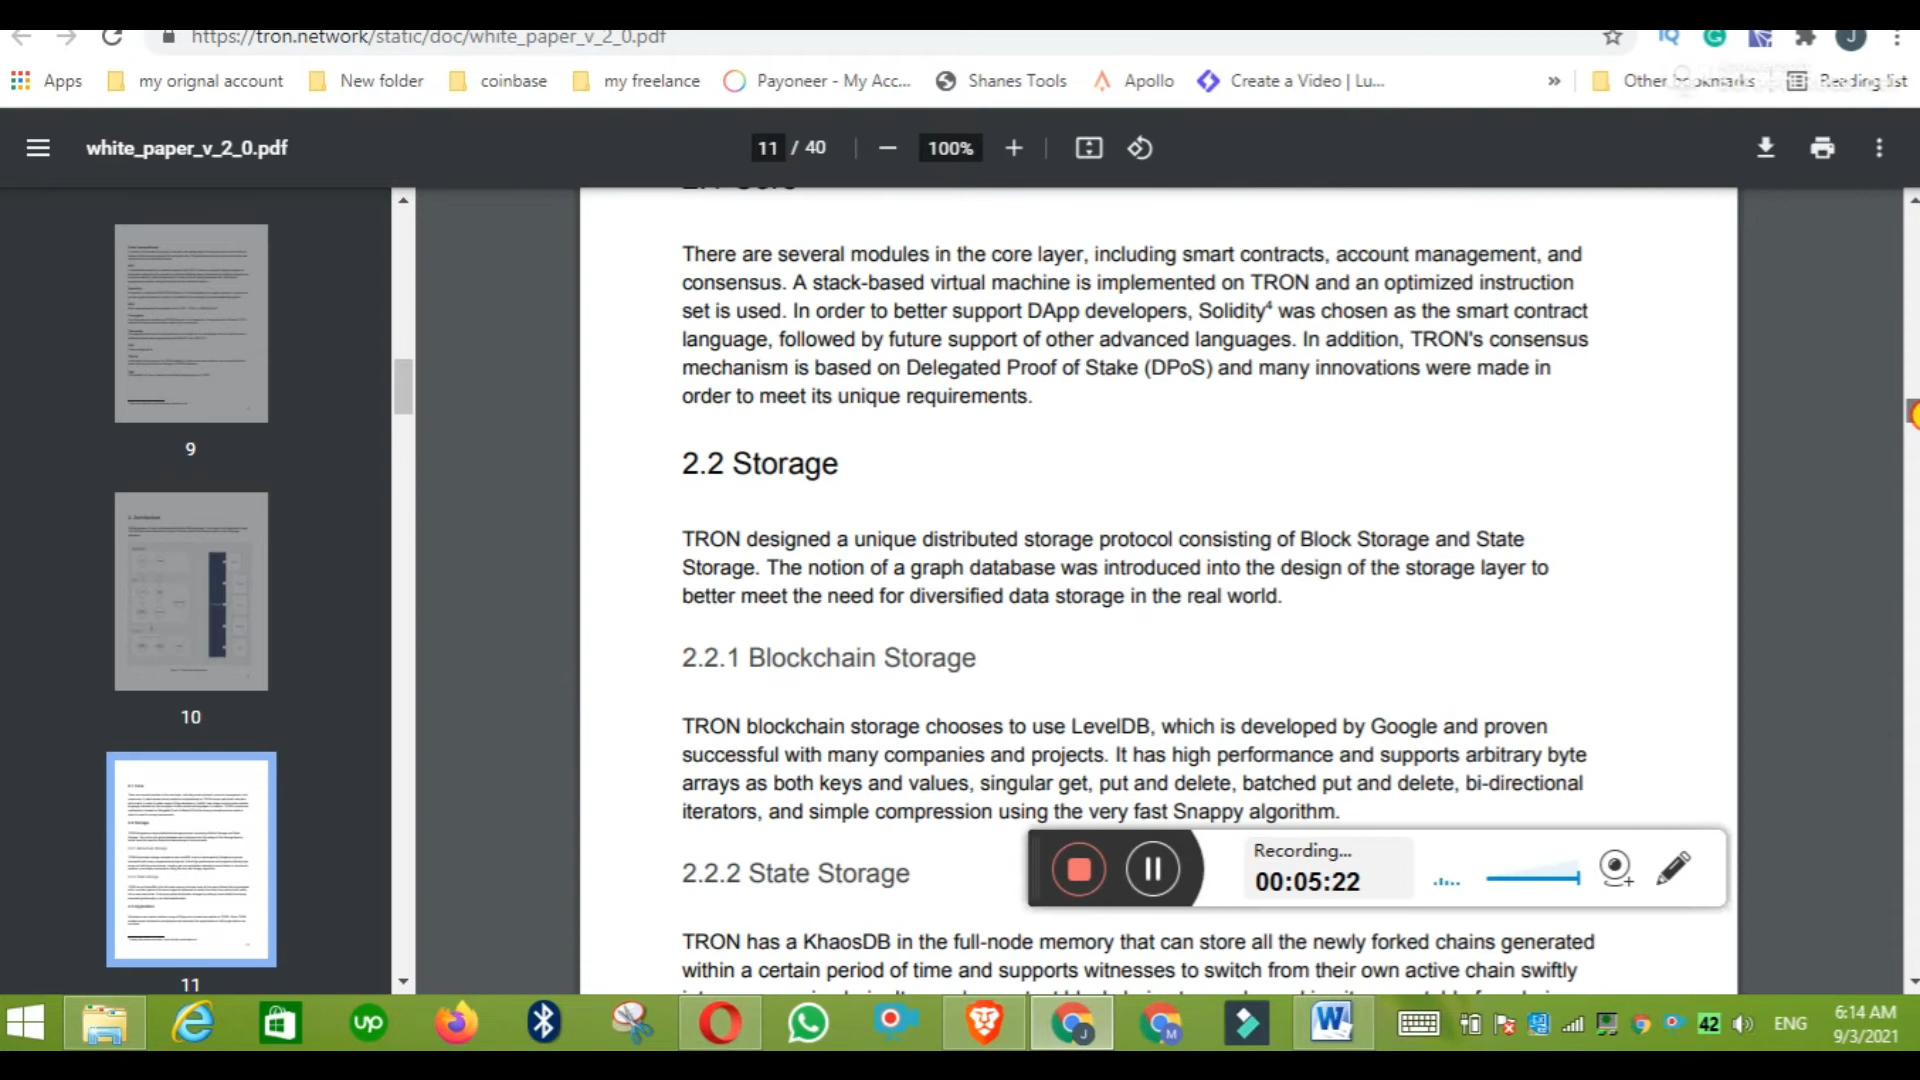 https://tron.network/static/doc/white_paper_v_2_0.pdf
J
Apps
my orignal account
New folder
coinbase
my freelance
Payoneer - My Acc...
Shanes Tools
Apollo
Create a Video | Lu...
»
Other bookmarks
Reading list
white_paper_v_2_0.pdf
11 / 40
100%
There are several modules in the core layer, including smart contracts, account management, and
consensus. A stack-based virtual machine is implemented on TRON and an optimized instruction
set is used. In order to better support DApp developers, Solidity⁴ was chosen as the smart contract
language, followed by future support of other advanced languages. In addition, TRON's consensus
mechanism is based on Delegated Proof of Stake (DPoS) and many innovations were made in
order to meet its unique requirements.
2.2 Storage
TRON designed a unique distributed storage protocol consisting of Block Storage and State
Storage. The notion of a graph database was introduced into the design of the storage layer to
better meet the need for diversified data storage in the real world.
2.2.1 Blockchain Storage
TRON blockchain storage chooses to use LevelDB, which is developed by Google and proven
successful with many companies and projects. It has high performance and supports arbitrary byte
arrays as both keys and values, singular get, put and delete, batched put and delete, bi-directional
iterators, and simple compression using the very fast Snappy algorithm.
2.2.2 State Storage
TRON has a KhaosDB in the full-node memory that can store all the newly forked chains generated
within a certain period of time and supports witnesses to switch from their own active chain swiftly
9
10
11
Recording...
00:05:22
up
J
M
W
42
ENG
6:14 AM
9/3/2021